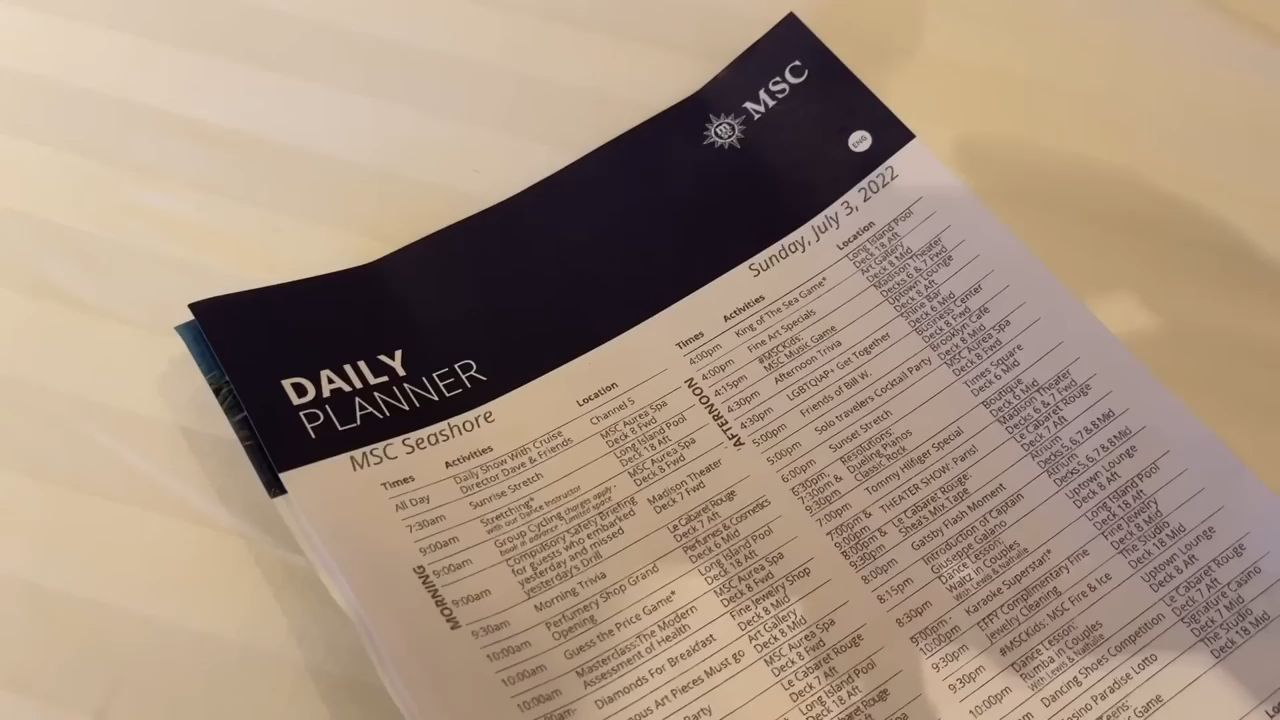 MSC
ENG
DAILY
PLANNER
MSC Seashore
Sunday, July 3, 2022
Times Activities Location
MORNING
All Day Daily Show With Cruise Channel 5
Director Dave & Friends
7:30am Sunrise Stretch MSC Aurea Spa
Deck 8 Fwd
9:00am Stretching* Long Island Pool
with our Dance Instructor Deck 18 Aft
9:00am Group Cycling charges apply - MSC Aurea Spa
book in advance - Limited space Deck 8 Fwd
9:00am Compulsory Safety Briefing Madison Theater
for guests who embarked Deck 7 Fwd
yesterday and missed
yesterday's Drill
9:30am Morning Trivia Le Cabaret Rouge
Deck 7 Aft
10:00am Perfumery Shop Grand Perfumes & Cosmetics
Opening Deck 6 Mid
10:00am Guess the Price Game* Long Island Pool
Deck 18 Aft
10:00am Masterclass:The Modern MSC Aurea Spa
Assessment of Health Deck 8 Fwd
Diamonds For Breakfast Fine Jewelry Shop
Deck 8 Mid
Art Pieces Must go Art Gallery
Deck 8 Mid
Party MSC Aurea Spa
Deck 8 Fwd
Le Cabaret Rouge
Deck 7 Aft
Long Island Pool
Deck 18 Aft
Times Activities Location
AFTERNOON
4:00pm King of The Sea Game* Long Island Pool
Deck 18 Aft
4:00pm Fine Art Specials Art Gallery
Deck 8 Mid
4:15pm #MSCKids: Madison Theater
MSC Music Game Decks 6 & 7 Fwd
4:30pm Afternoon Trivia Uptown Lounge
Deck 8 Aft
4:30pm LGBTQIAP+ Get Together Shine Bar
Deck 6 Mid
5:00pm Friends of Bill W. Business Center
Deck 8 Fwd
5:00pm Solo travelers Cocktail Party Brooklyn Café
Deck 8 Mid
6:00pm Sunset Stretch MSC Aurea Spa
Deck 8 Fwd
6:30pm, Resolitions: Times Square
7:30pm & Dueling Pianos Deck 6 Mid
9:30pm Classic Rock
7:00pm Tommy Hilfiger Special Boutique
Deck 6 Mid
7:00pm & THEATER SHOW: Paris! Madison Theater
Decks 6 & 7 Fwd
8:00pm & Le Cabaret Rouge: Le Cabaret Rouge
9:30pm Shea's Mix Tape Deck 7 Aft
8:00pm Gatsby Flash Moment Atrium
Decks 5, 6, 7 & 8 Mid
8:15pm Introduction of Captain Atrium
Giuseppe Galano Decks 5, 6, 7 & 8 Mid
8:30pm Dance Lesson: Uptown Lounge
Waltz in Couples Deck 8 Aft
With Lewis & Nathalie
10:00pm Karaoke Superstar!* Long Island Pool
Deck 18 Aft
9:30pm EFFY Complimentary Fine Fine Jewelry
Jewelry Cleaning Deck 8 Mid
9:30pm #MSCKids: MSC Fire & Ice The Studio
Deck 18 Mid
10:00pm Dance Lesson: Uptown Lounge
Rumba in Couples Deck 8 Aft
With Lewis & Nathalie
Dancing Shoes Competition Le Cabaret Rouge
Deck 7 Aft
Casino Paradise Lotto Signature Casino
Deck 7 Mid
Game The Studio
Deck 18 Mid